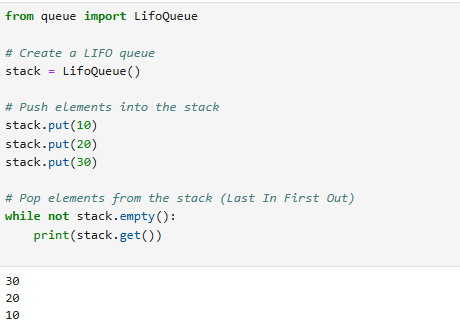 from queue import LifoQueue

# Create a LIFO queue
stack = LifoQueue()

# Push elements into the stack
stack.put(10)
stack.put(20)
stack.put(30)

# Pop elements from the stack (Last In First Out)
while not stack.empty():
    print(stack.get())

30
20
10